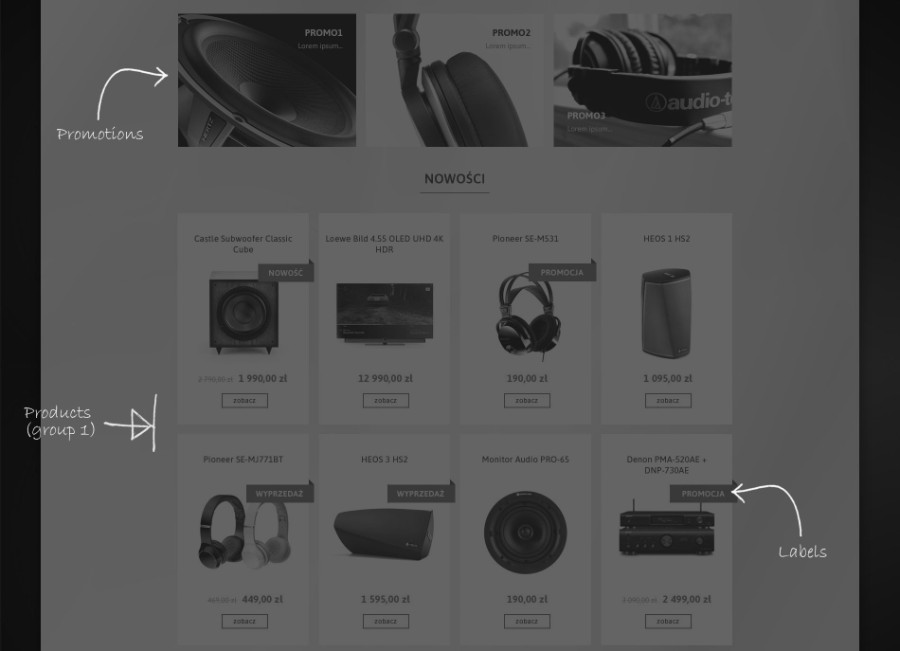 PROMO1
Lorem ipsum...
PROMO2
Lorem ipsum...
PROMO3
Lorem ipsum...
audio-te
Promotions
NOWOŚCI
Castle Subwoofer Classic
Cube
NOWOŚĆ
1 990,00 zł
zobacz
Loewe Bild 4.55 OLED UHD 4K
HDR
12 990,00 zł
zobacz
Pioneer SE-M531
PROMOCJA
190,00 zł
zobacz
HEOS 1 HS2
1 095,00 zł
zobacz
Products
(group 1)
Pioneer SE-MJ771BT
WYPRZEDAŻ
449,00 zł
zobacz
HEOS 3 HS2
WYPRZEDAŻ
1 595,00 zł
zobacz
Monitor Audio PRO-65
190,00 zł
zobacz
Denon PMA-520AE +
DNP-730AE
PROMOCJA
2 499,00 zł
zobacz
Labels